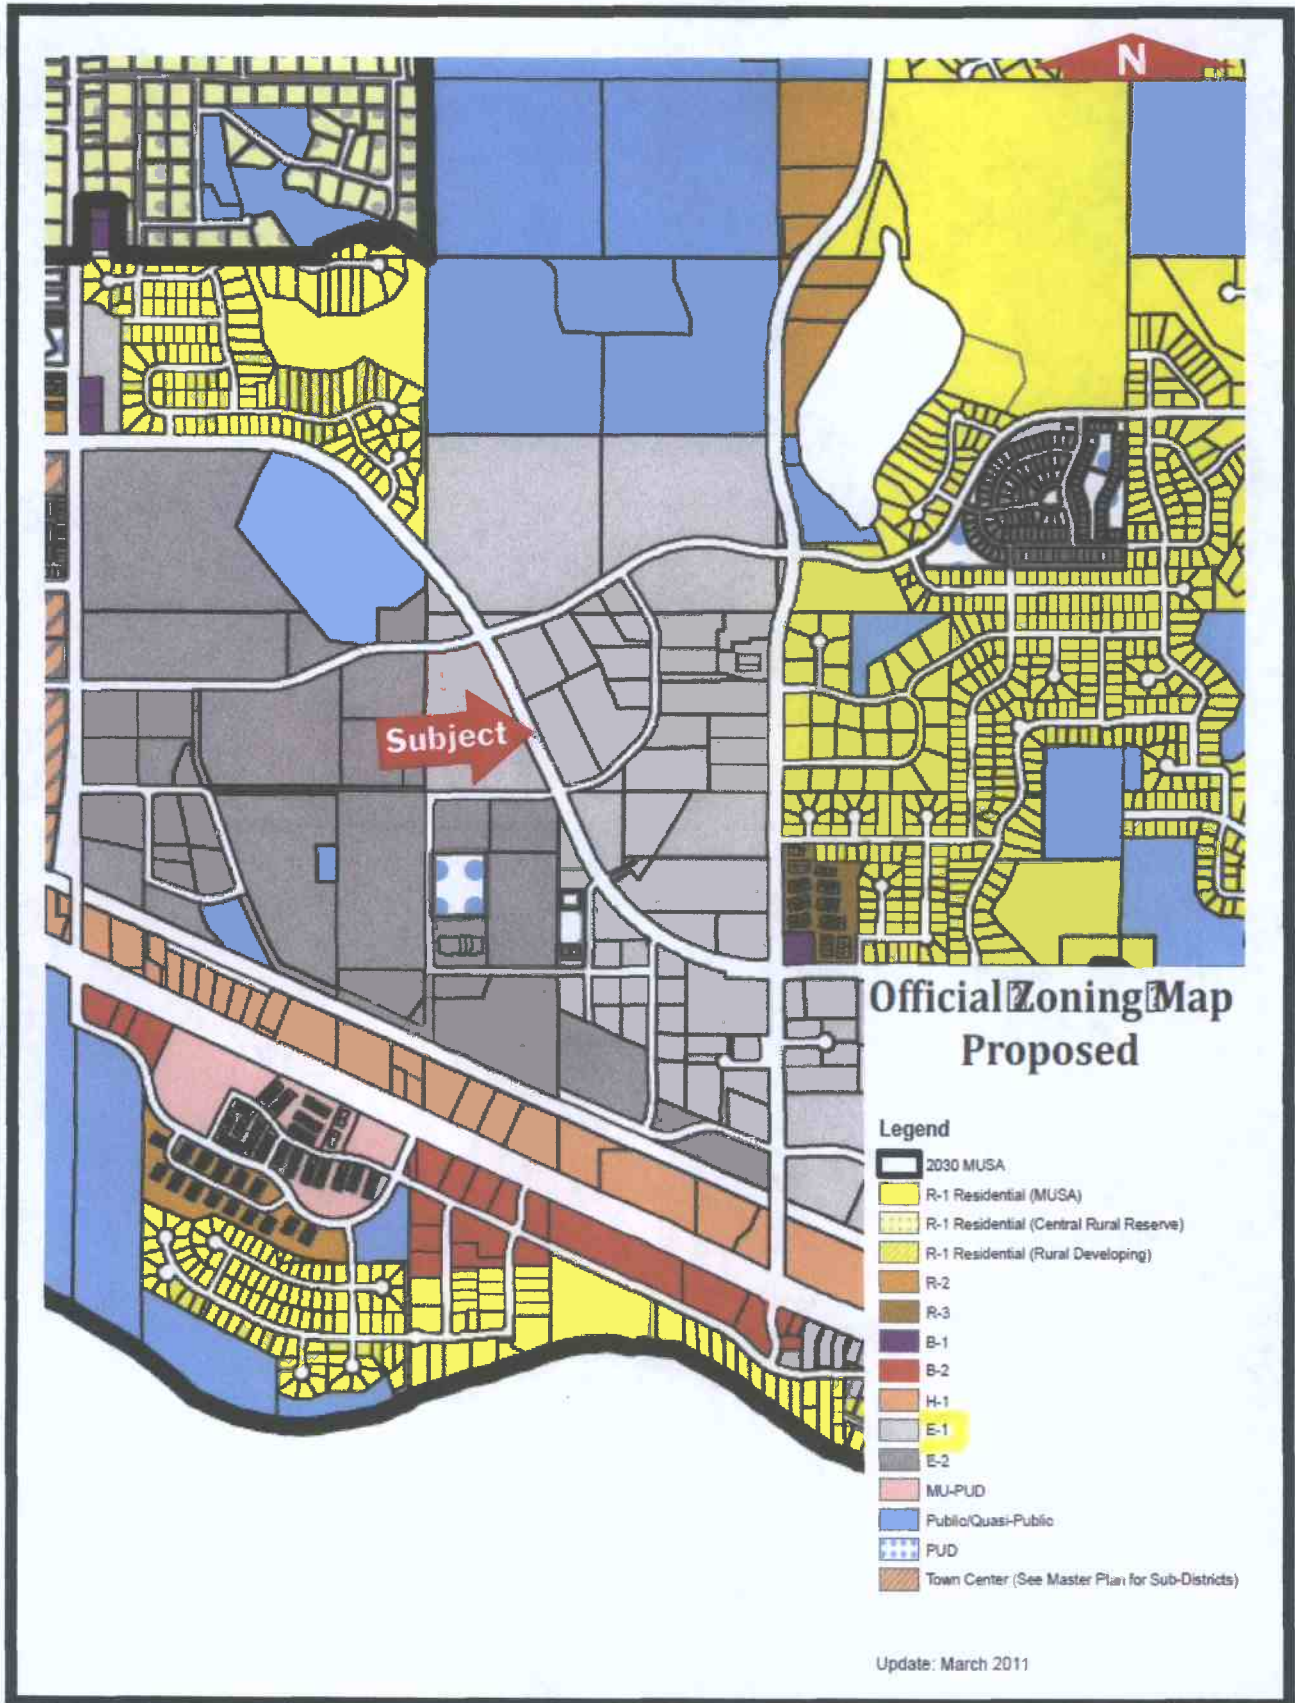 N
Subject
Official Zoning Map
Proposed
Legend
2030 MUSA
R-1 Residential (MUSA)
R-1 Residential (Central Rural Reserve)
R-1 Residential (Rural Developing)
R-2
R-3
B-1
B-2
H-1
E-1
E-2
MU-PUD
Public/Quasi-Public
PUD
Town Center (See Master Plan for Sub-Districts)
Update: March 2011